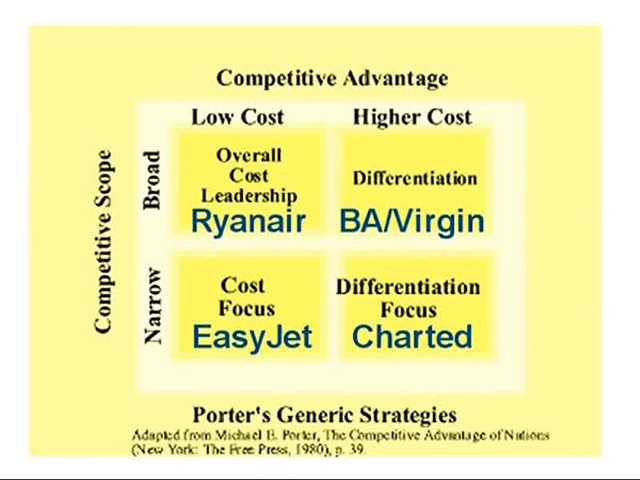 Competitive Advantage
Low Cost Higher Cost
Competitive Scope
Broad
Overall
Cost
Leadership
Ryanair
Differentiation
BA/Virgin
Narrow
Cost
Focus
EasyJet
Differentiation
Focus
Charted
Porter's Generic Strategies
Adapted from Michael E. Porter, The Competitive Advantage of Nations
(New York: The Free Press, 1980), p. 39.